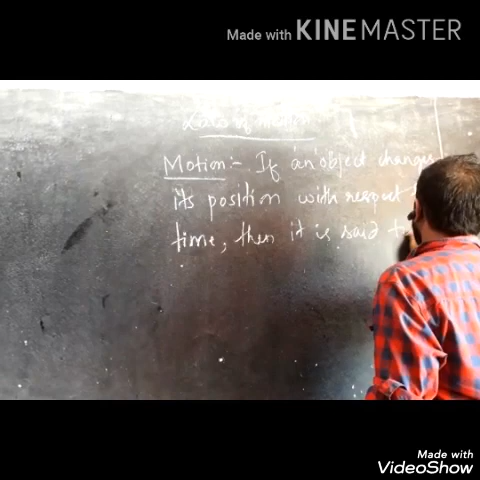 Made with KINEMASTER
Laws of motion
Motion:- If an object changes
its position with respect
time, then it is said
Made with
VideoShow